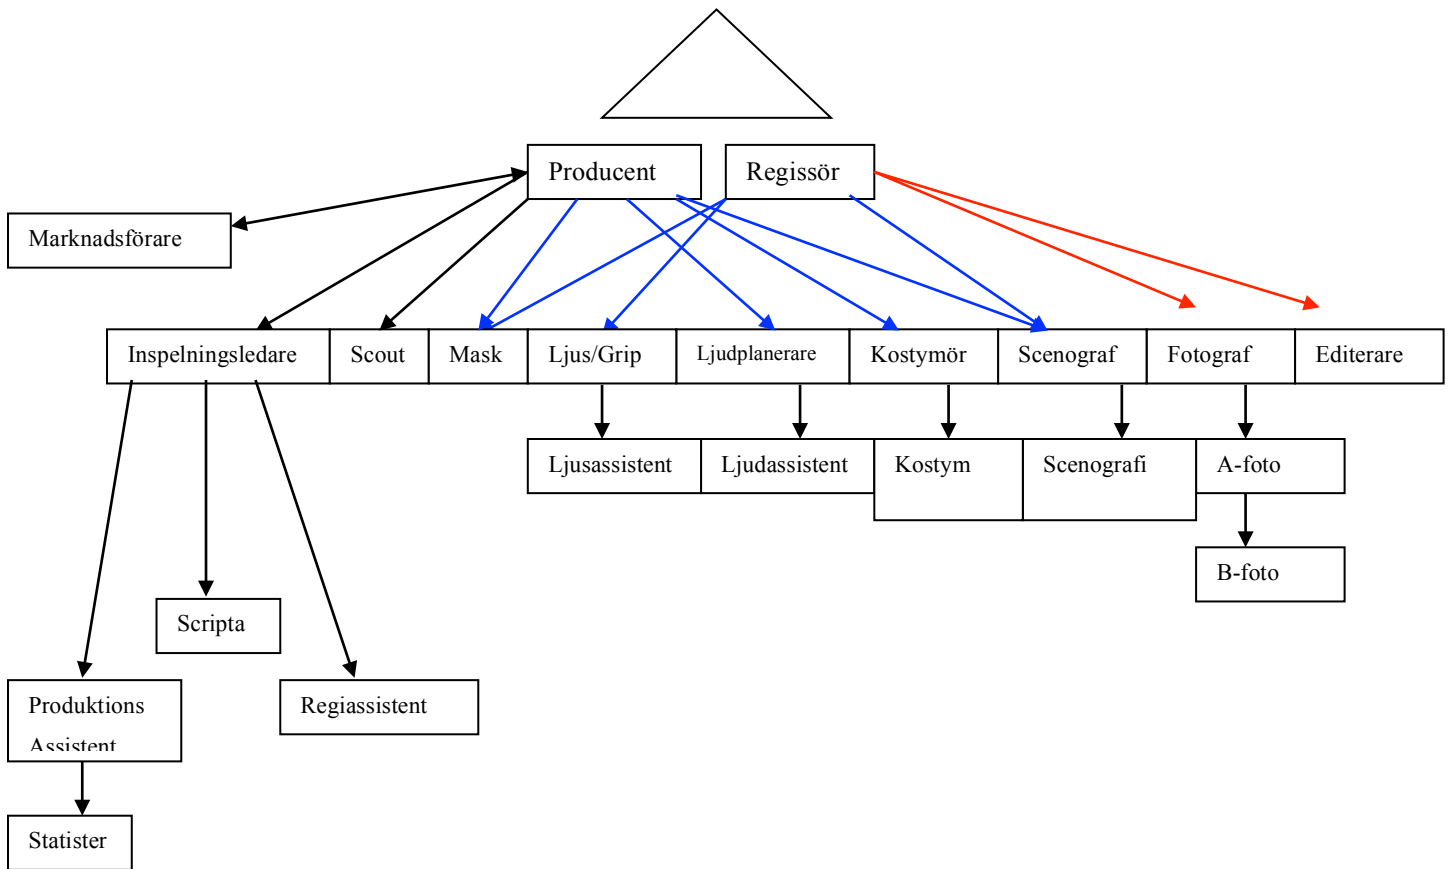 Producent
Regissör
Marknadsförare
Inspelningsledare
Scout
Mask
Ljus/Grip
Ljudplanerare
Kostymör
Scenograf
Fotograf
Editerare
Ljusassistent
Ljudassistent
Kostym
Scenografi
A-foto
B-foto
Scripta
Produktions
Assistent
Regiassistent
Statister